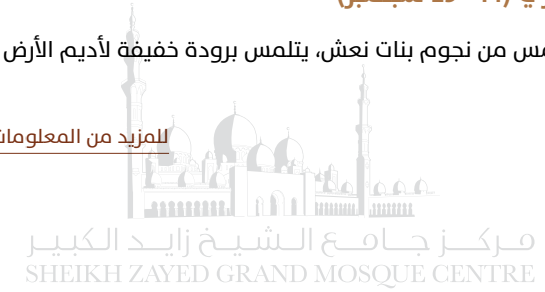 مس من نجوم بنات نعش، يتلمس برودة خفيفة لأديم الأرض
للمزيد من المعلومات
مركز جامع الشيخ زايد الكبير
SHEIKH ZAYED GRAND MOSQUE CENTRE